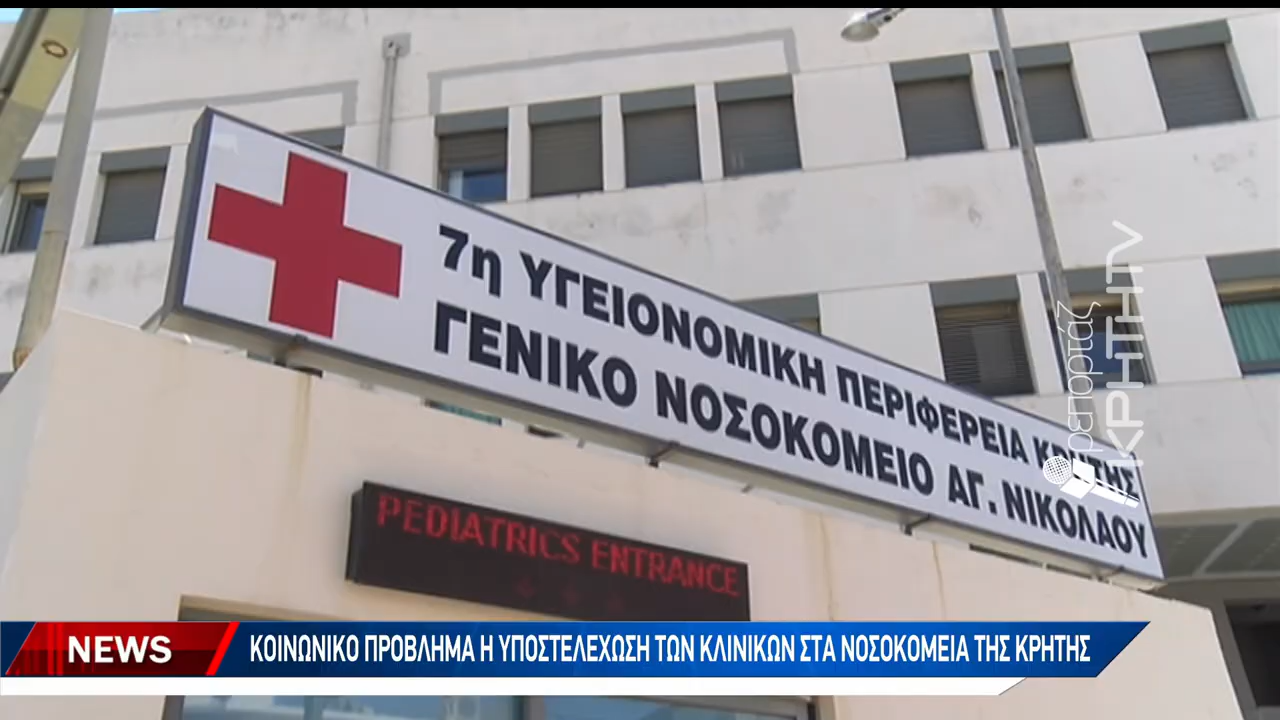 7η ΥΓΕΙΟΝΟΜΙΚΗ ΠΕΡΙΦΕΡΕΙΑ ΚΡΗΤΗΣ
ΓΕΝΙΚΟ ΝΟΣΟΚΟΜΕΙΟ ΑΓ. ΝΙΚΟΛΑΟΥ
ρεπορτάζ
ΚΡΗΤΗTV
PEDIATRICS ENTRANCE
NEWS ΚΟΙΝΩΝΙΚΟ ΠΡΟΒΛΗΜΑ Η ΥΠΟΣΤΕΛΕΧΩΣΗ ΤΩΝ ΚΛΙΝΙΚΩΝ ΣΤΑ ΝΟΣΟΚΟΜΕΙΑ ΤΗΣ ΚΡΗΤΗΣ